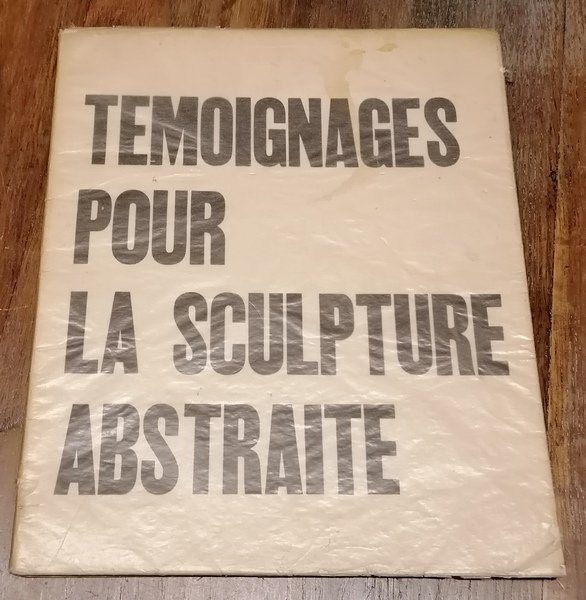 TEMOIGNAGES
POUR
LA SCULPTURE
ABSTRAITE